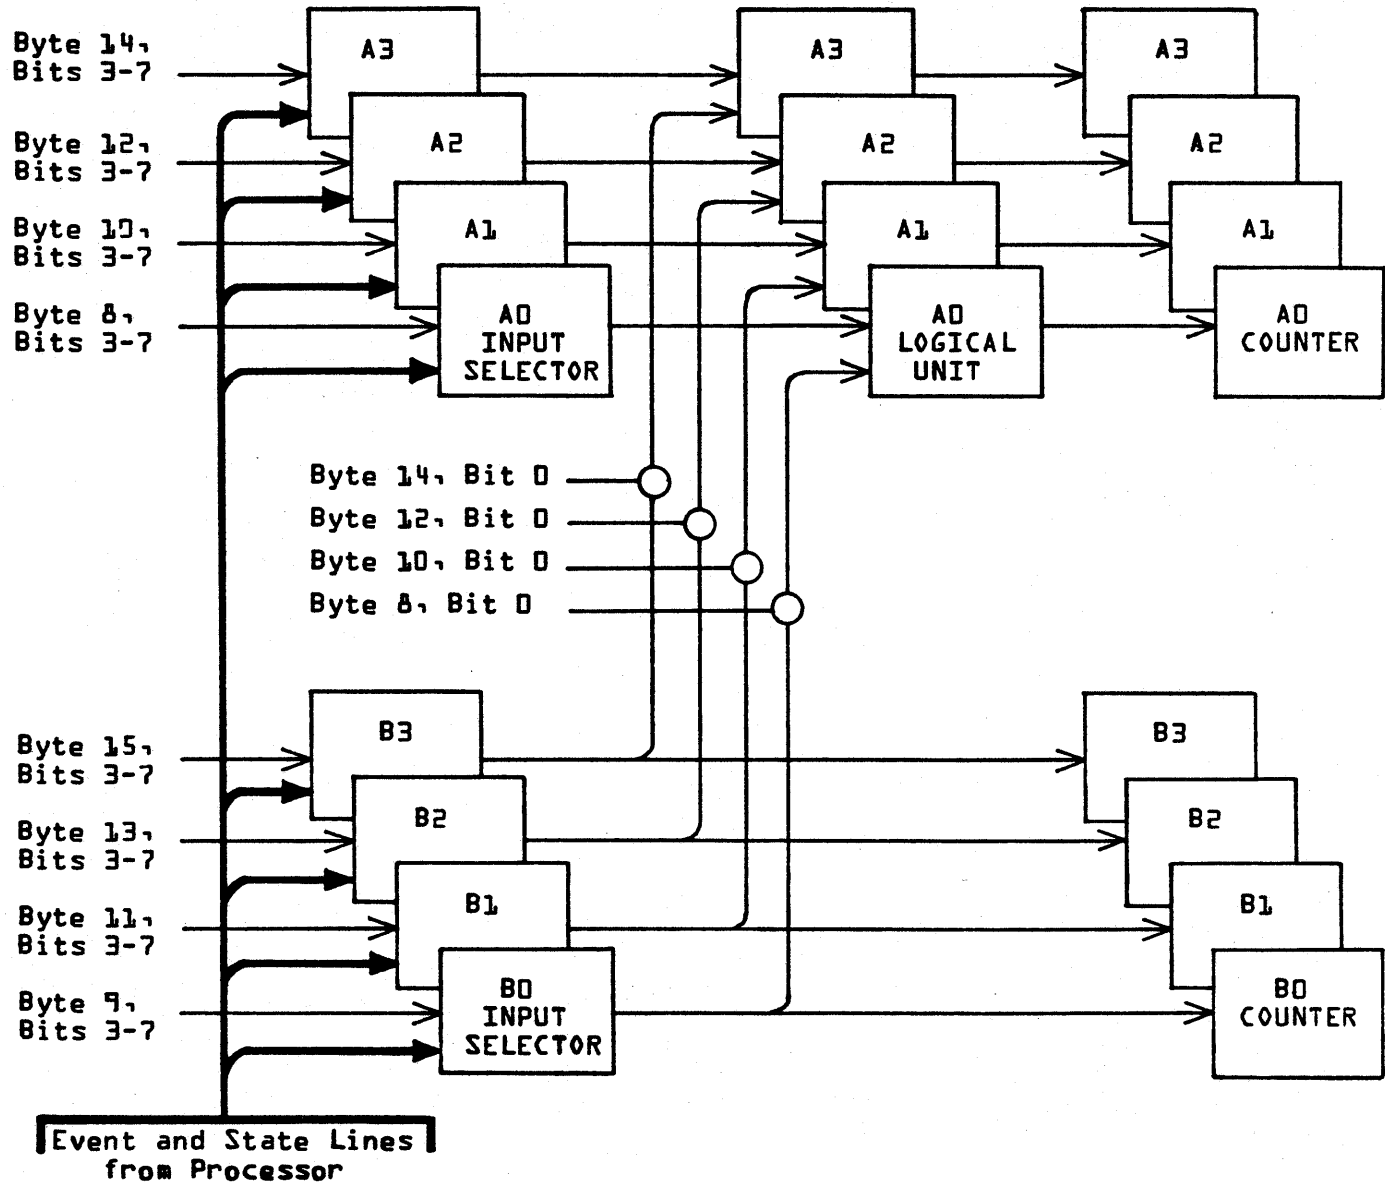 Byte 14,
Bits 3-7
A3
A3
A3
Byte 12,
Bits 3-7
A2
A2
A2
Byte 10,
Bits 3-7
A1
A1
A1
Byte 8,
Bits 3-7
A0
INPUT
SELECTOR
A0
LOGICAL
UNIT
A0
COUNTER
Byte 14, Bit 0
Byte 12, Bit 0
Byte 10, Bit 0
Byte 8, Bit 0
Byte 15,
Bits 3-7
B3
B3
Byte 13,
Bits 3-7
B2
B2
Byte 11,
Bits 3-7
B1
B1
Byte 9,
Bits 3-7
B0
INPUT
SELECTOR
B0
COUNTER
Event and State Lines
from Processor